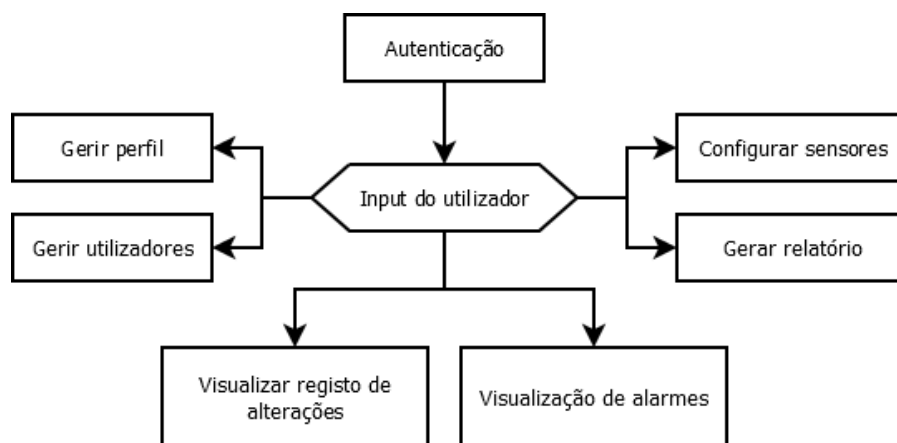 Autenticação
Gerir perfil
Configurar sensores
Input do utilizador
Gerir utilizadores
Gerar relatório
Visualizar registo de
alterações
Visualização de alarmes